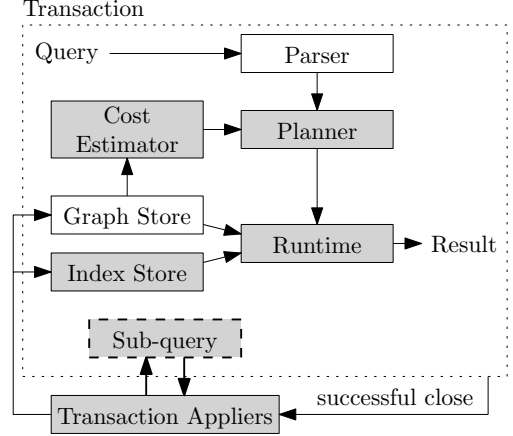 Transaction
Query
Parser
Cost
Estimator
Planner
Graph Store
Runtime
Result
Index Store
Sub-query
successful close
Transaction Appliers